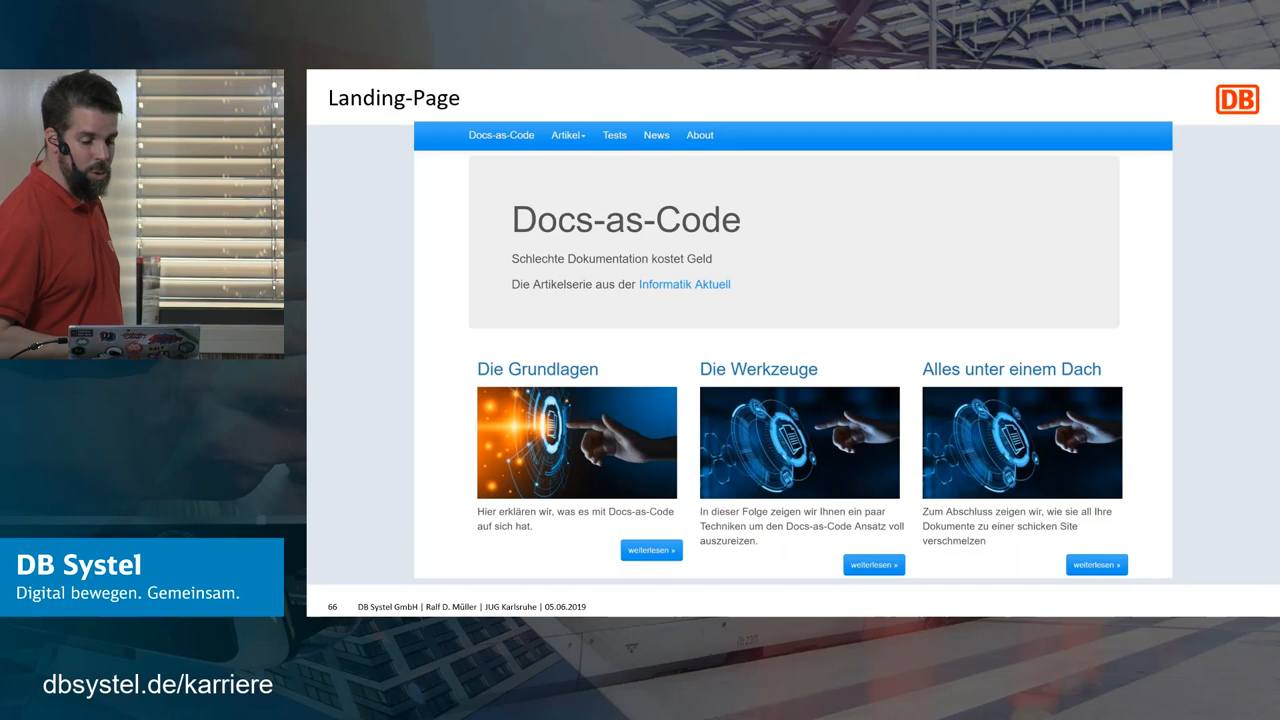 Landing-Page
DB
Docs-as-Code Artikel Tests News About
Docs-as-Code
Schlechte Dokumentation kostet Geld
Die Artikelserie aus der Informatik Aktuell
Die Grundlagen
Hier erklären wir, was es mit Docs-as-Code
auf sich hat.
weiterlesen »
Die Werkzeuge
In dieser Folge zeigen wir Ihnen ein paar
Techniken um den Docs-as-Code Ansatz voll
auszureizen.
weiterlesen »
Alles unter einem Dach
Zum Abschluss zeigen wir, wie sie all Ihre
Dokumente zu einer schicken Site
verschmelzen
weiterlesen »
66 DB Systel GmbH | Ralf D. Müller | JUG Karlsruhe | 05.06.2019
DB Systel
Digital bewegen. Gemeinsam.
dbsystel.de/karriere